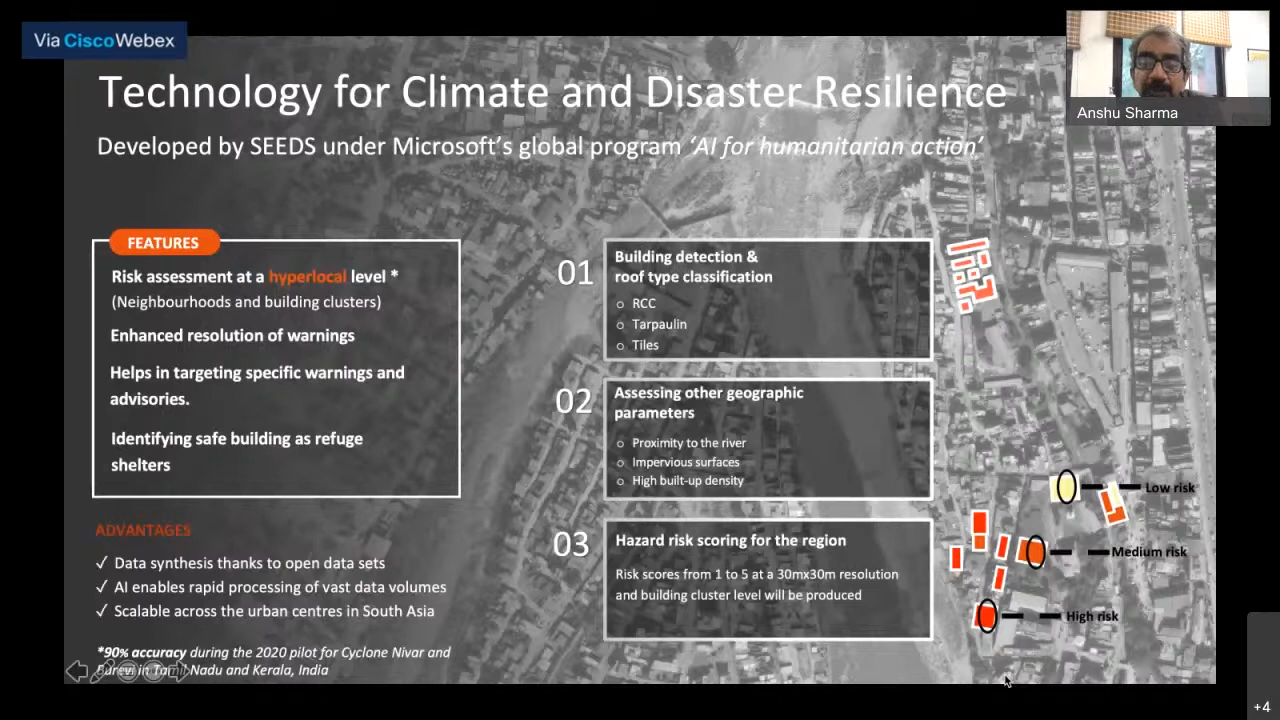 Via CiscoWebex
Anshu Sharma
Technology for Climate and Disaster Resilience
Developed by SEEDS under Microsoft's global program 'AI for humanitarian action'
FEATURES
Risk assessment at a hyperlocal level *
(Neighbourhoods and building clusters)
Enhanced resolution of warnings
Helps in targeting specific warnings and
advisories.
Identifying safe building as refuge
shelters
ADVANTAGES
✓ Data synthesis thanks to open data sets
✓ AI enables rapid processing of vast data volumes
✓ Scalable across the urban centres in South Asia
*90% accuracy during the 2020 pilot for Cyclone Nivar and
Burevi in Tamil Nadu and Kerala, India
01
Building detection &
roof type classification
○ RCC
○ Tarpaulin
○ Tiles
02
Assessing other geographic
parameters
○ Proximity to the river
○ Impervious surfaces
○ High built-up density
03
Hazard risk scoring for the region
Risk scores from 1 to 5 at a 30mx30m resolution
and building cluster level will be produced
Low risk
Medium risk
High risk
+4